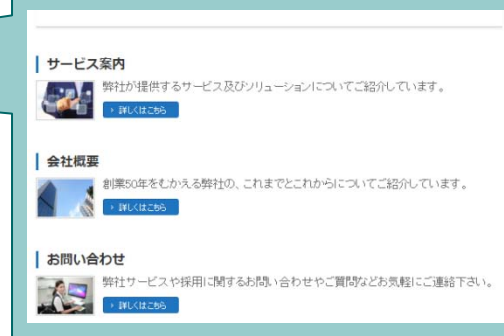 サービス案内
弊社が提供するサービス及びソリューションについてご紹介しています。
› 詳しくはこちら
会社概要
創業50年をむかえる弊社の、これまでとこれからについてご紹介しています。
› 詳しくはこちら
お問い合わせ
弊社サービスや採用に関するお問い合わせやご質問などお気軽にご連絡下さい。
› 詳しくはこちら